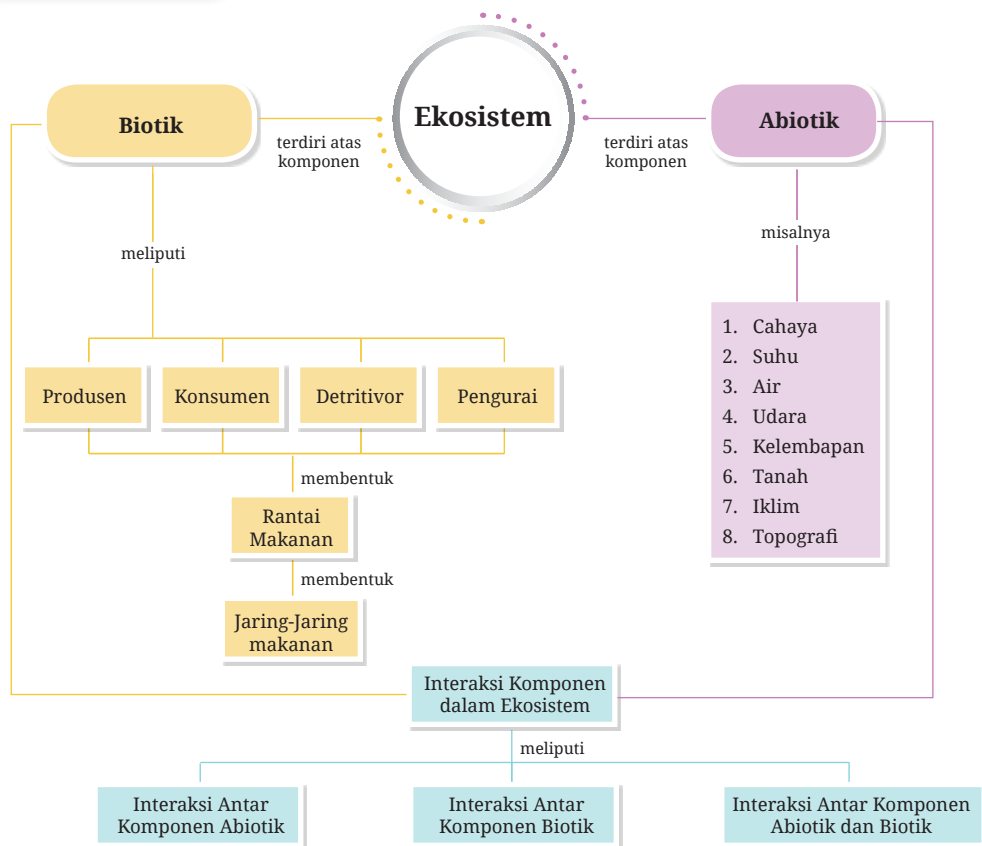 Ekosistem
Biotik
terdiri atas
komponen
terdiri atas
komponen
Abiotik
meliputi
misalnya
Produsen
Konsumen
Detritivor
Pengurai
membentuk
Rantai
Makanan
membentuk
Jaring-Jaring
makanan
1. Cahaya
2. Suhu
3. Air
4. Udara
5. Kelembapan
6. Tanah
7. Iklim
8. Topografi
Interaksi Komponen
dalam Ekosistem
meliputi
Interaksi Antar
Komponen Abiotik
Interaksi Antar
Komponen Biotik
Interaksi Antar Komponen
Abiotik dan Biotik